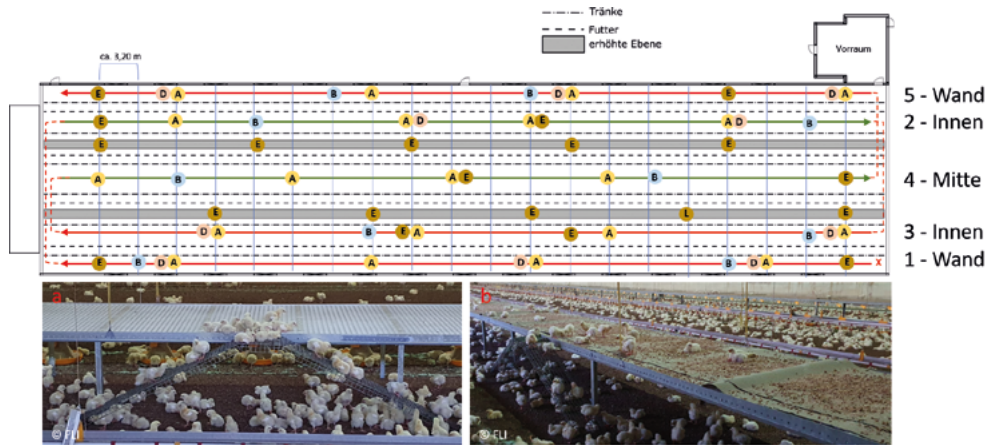 Tränke
Futter
erhöhte Ebene
Vorraum
ca. 3,20 m
E D A B A B D A E D A
5 - Wand
E A B A D A E A D B
2 - Innen
E E E E E
A B A A E A B E
4 - Mitte
E E E L E
D A B E A E A B D A
3 - Innen
E B D A A D A B D A E X
1 - Wand
a
b
© FLI
© FLI